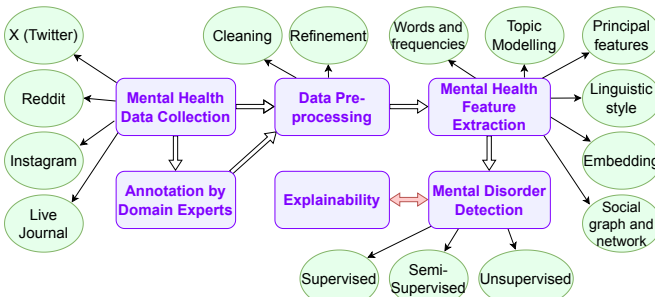 X (Twitter)
Reddit
Instagram
Live
Journal
Mental Health
Data Collection
Annotation by
Domain Experts
Cleaning
Refinement
Data Pre-
processing
Explainability
Words and
frequencies
Topic
Modelling
Principal
features
Linguistic
style
Embedding
Social
graph and
network
Mental Health
Feature
Extraction
Mental Disorder
Detection
Supervised
Semi-
Supervised
Unsupervised